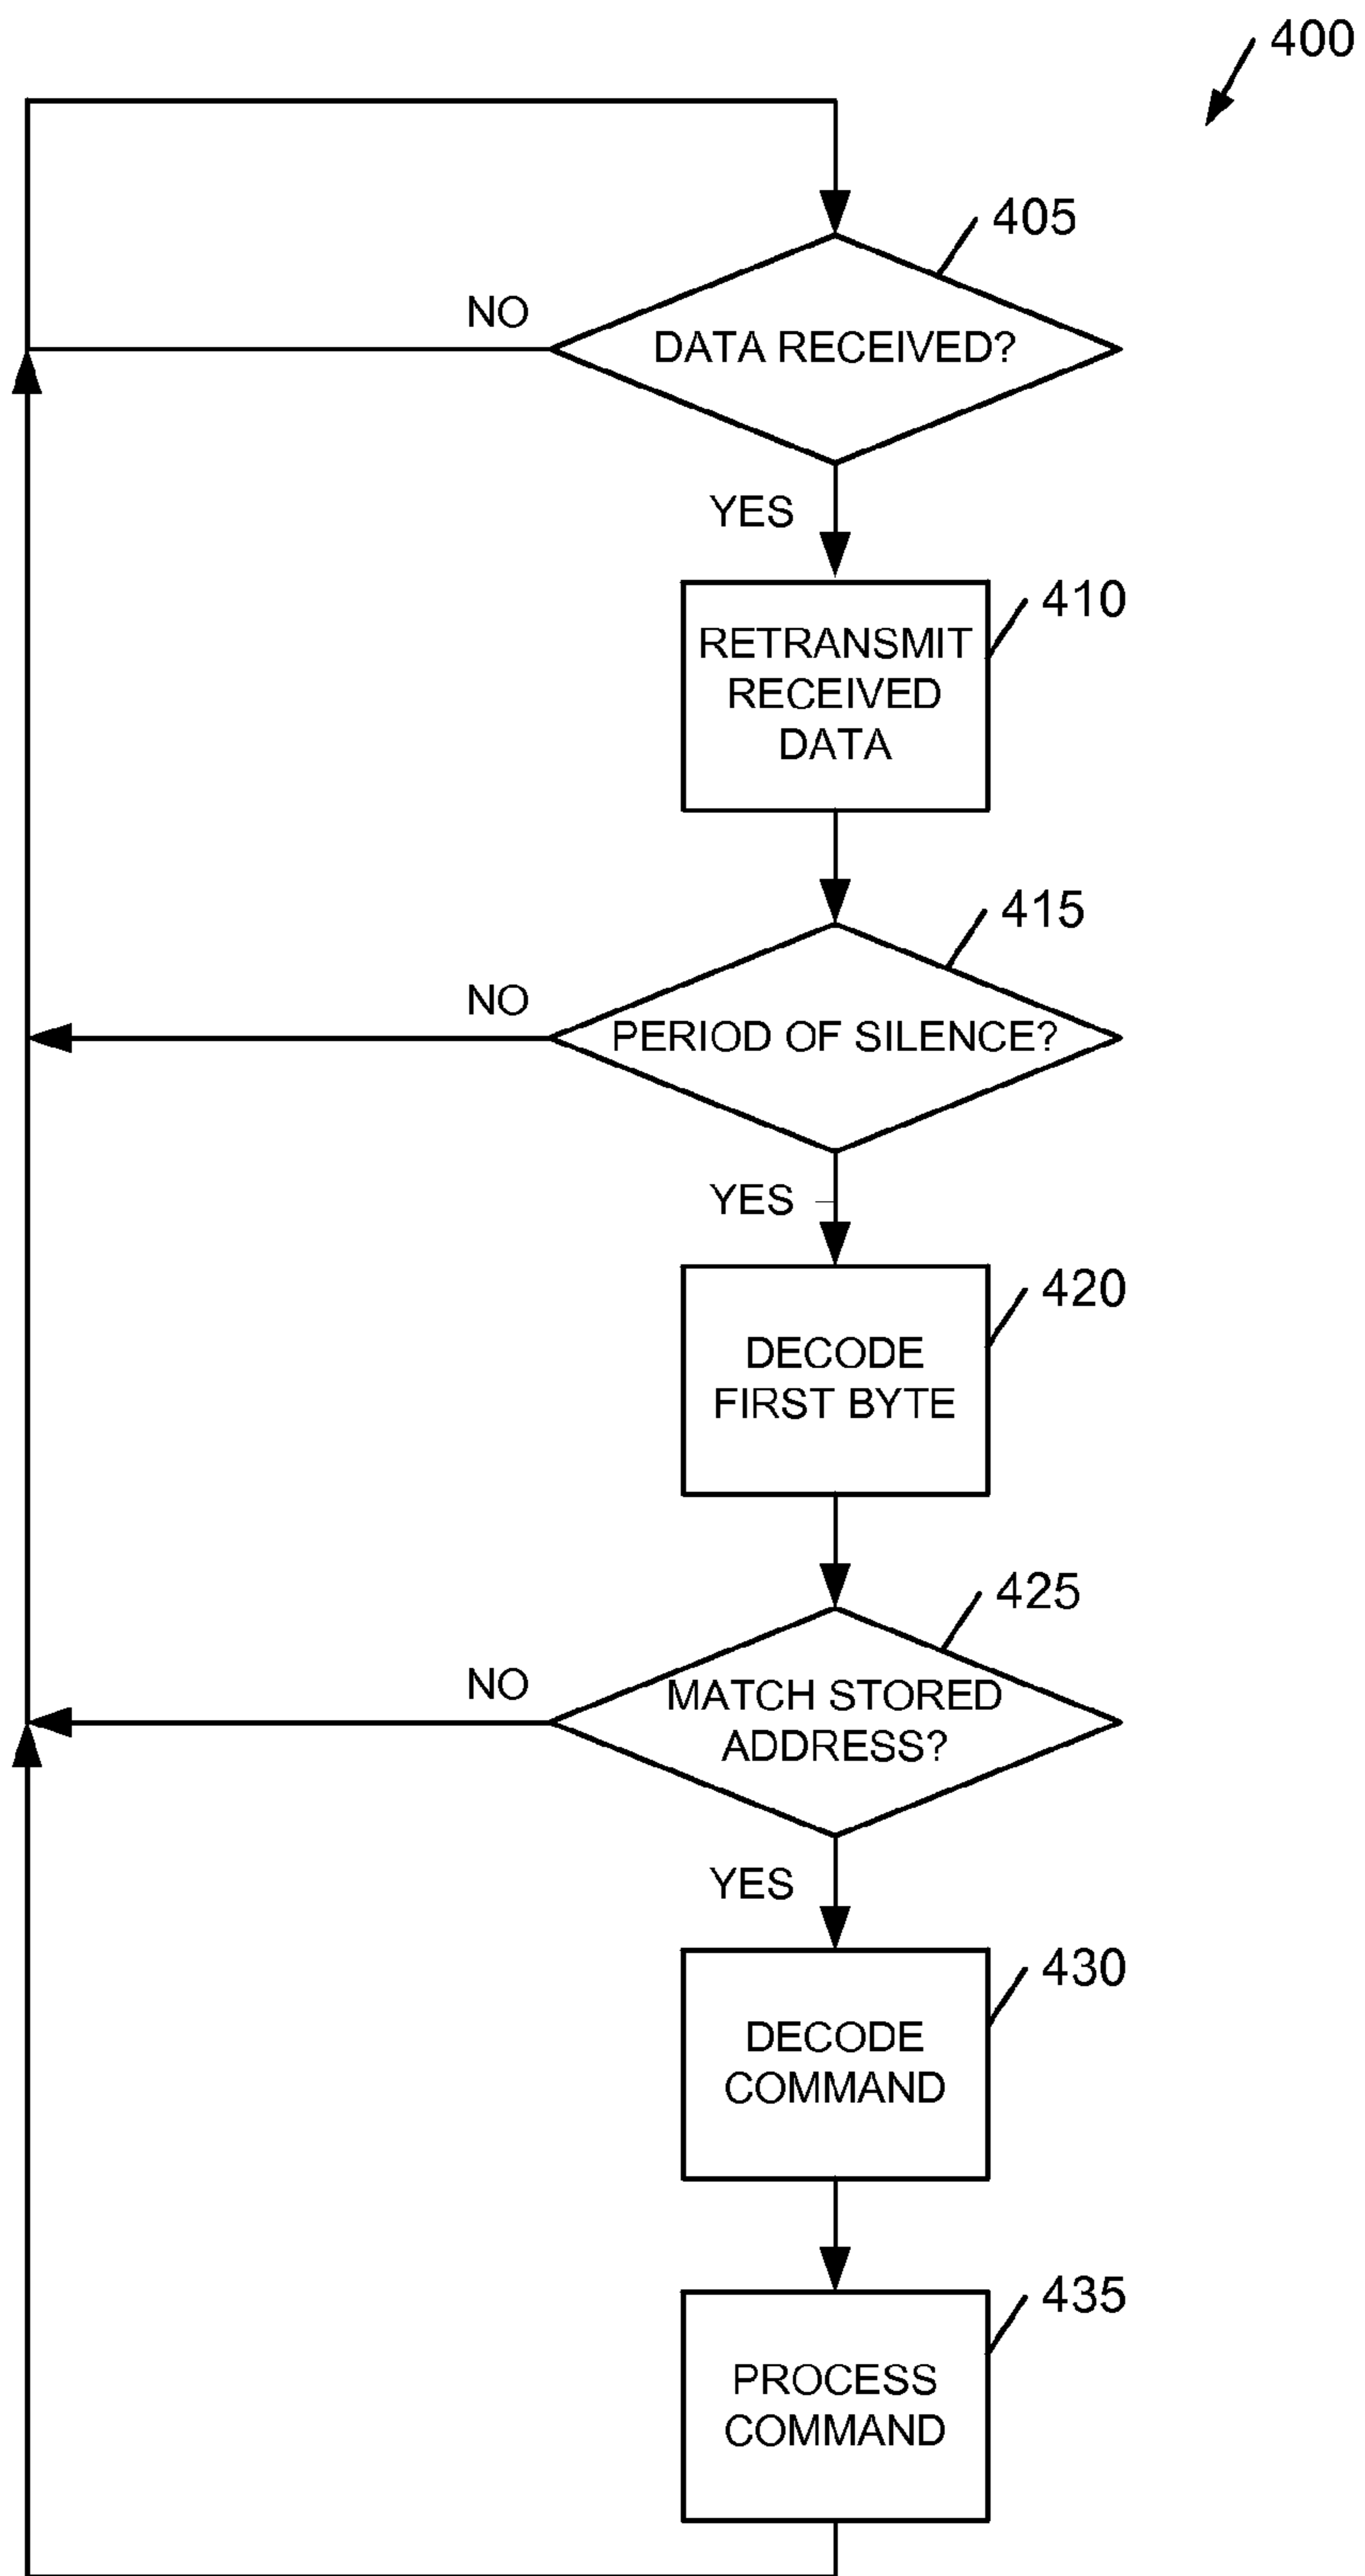 400
405
NO
DATA RECEIVED?
YES
410
RETRANSMIT
RECEIVED
DATA
415
NO
PERIOD OF SILENCE?
YES
420
DECODE
FIRST BYTE
425
NO
MATCH STORED
ADDRESS?
YES
430
DECODE
COMMAND
435
PROCESS
COMMAND